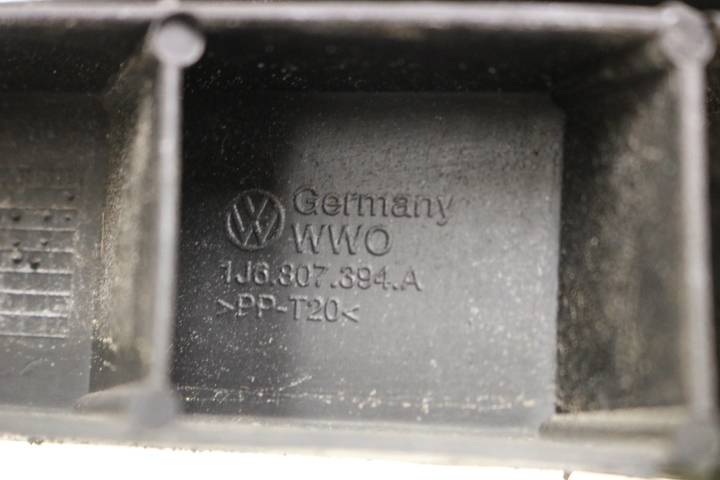 Germany
WWO
1J6.807.394.A
>PP-T20<